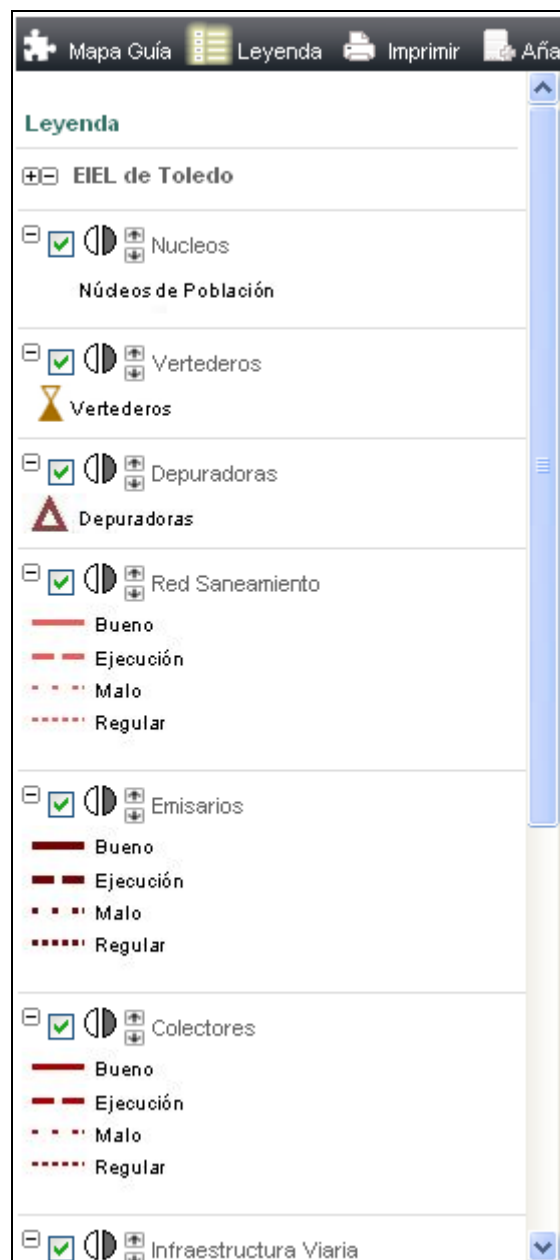 Mapa Guía Leyenda Imprimir Aña
Leyenda
EIEL de Toledo
Nucleos
Núcleos de Población
Vertederos
Vertederos
Depuradoras
Depuradoras
Red Saneamiento
Bueno
Ejecución
Malo
Regular
Emisarios
Bueno
Ejecución
Malo
Regular
Colectores
Bueno
Ejecución
Malo
Regular
Infraestructura Viaria